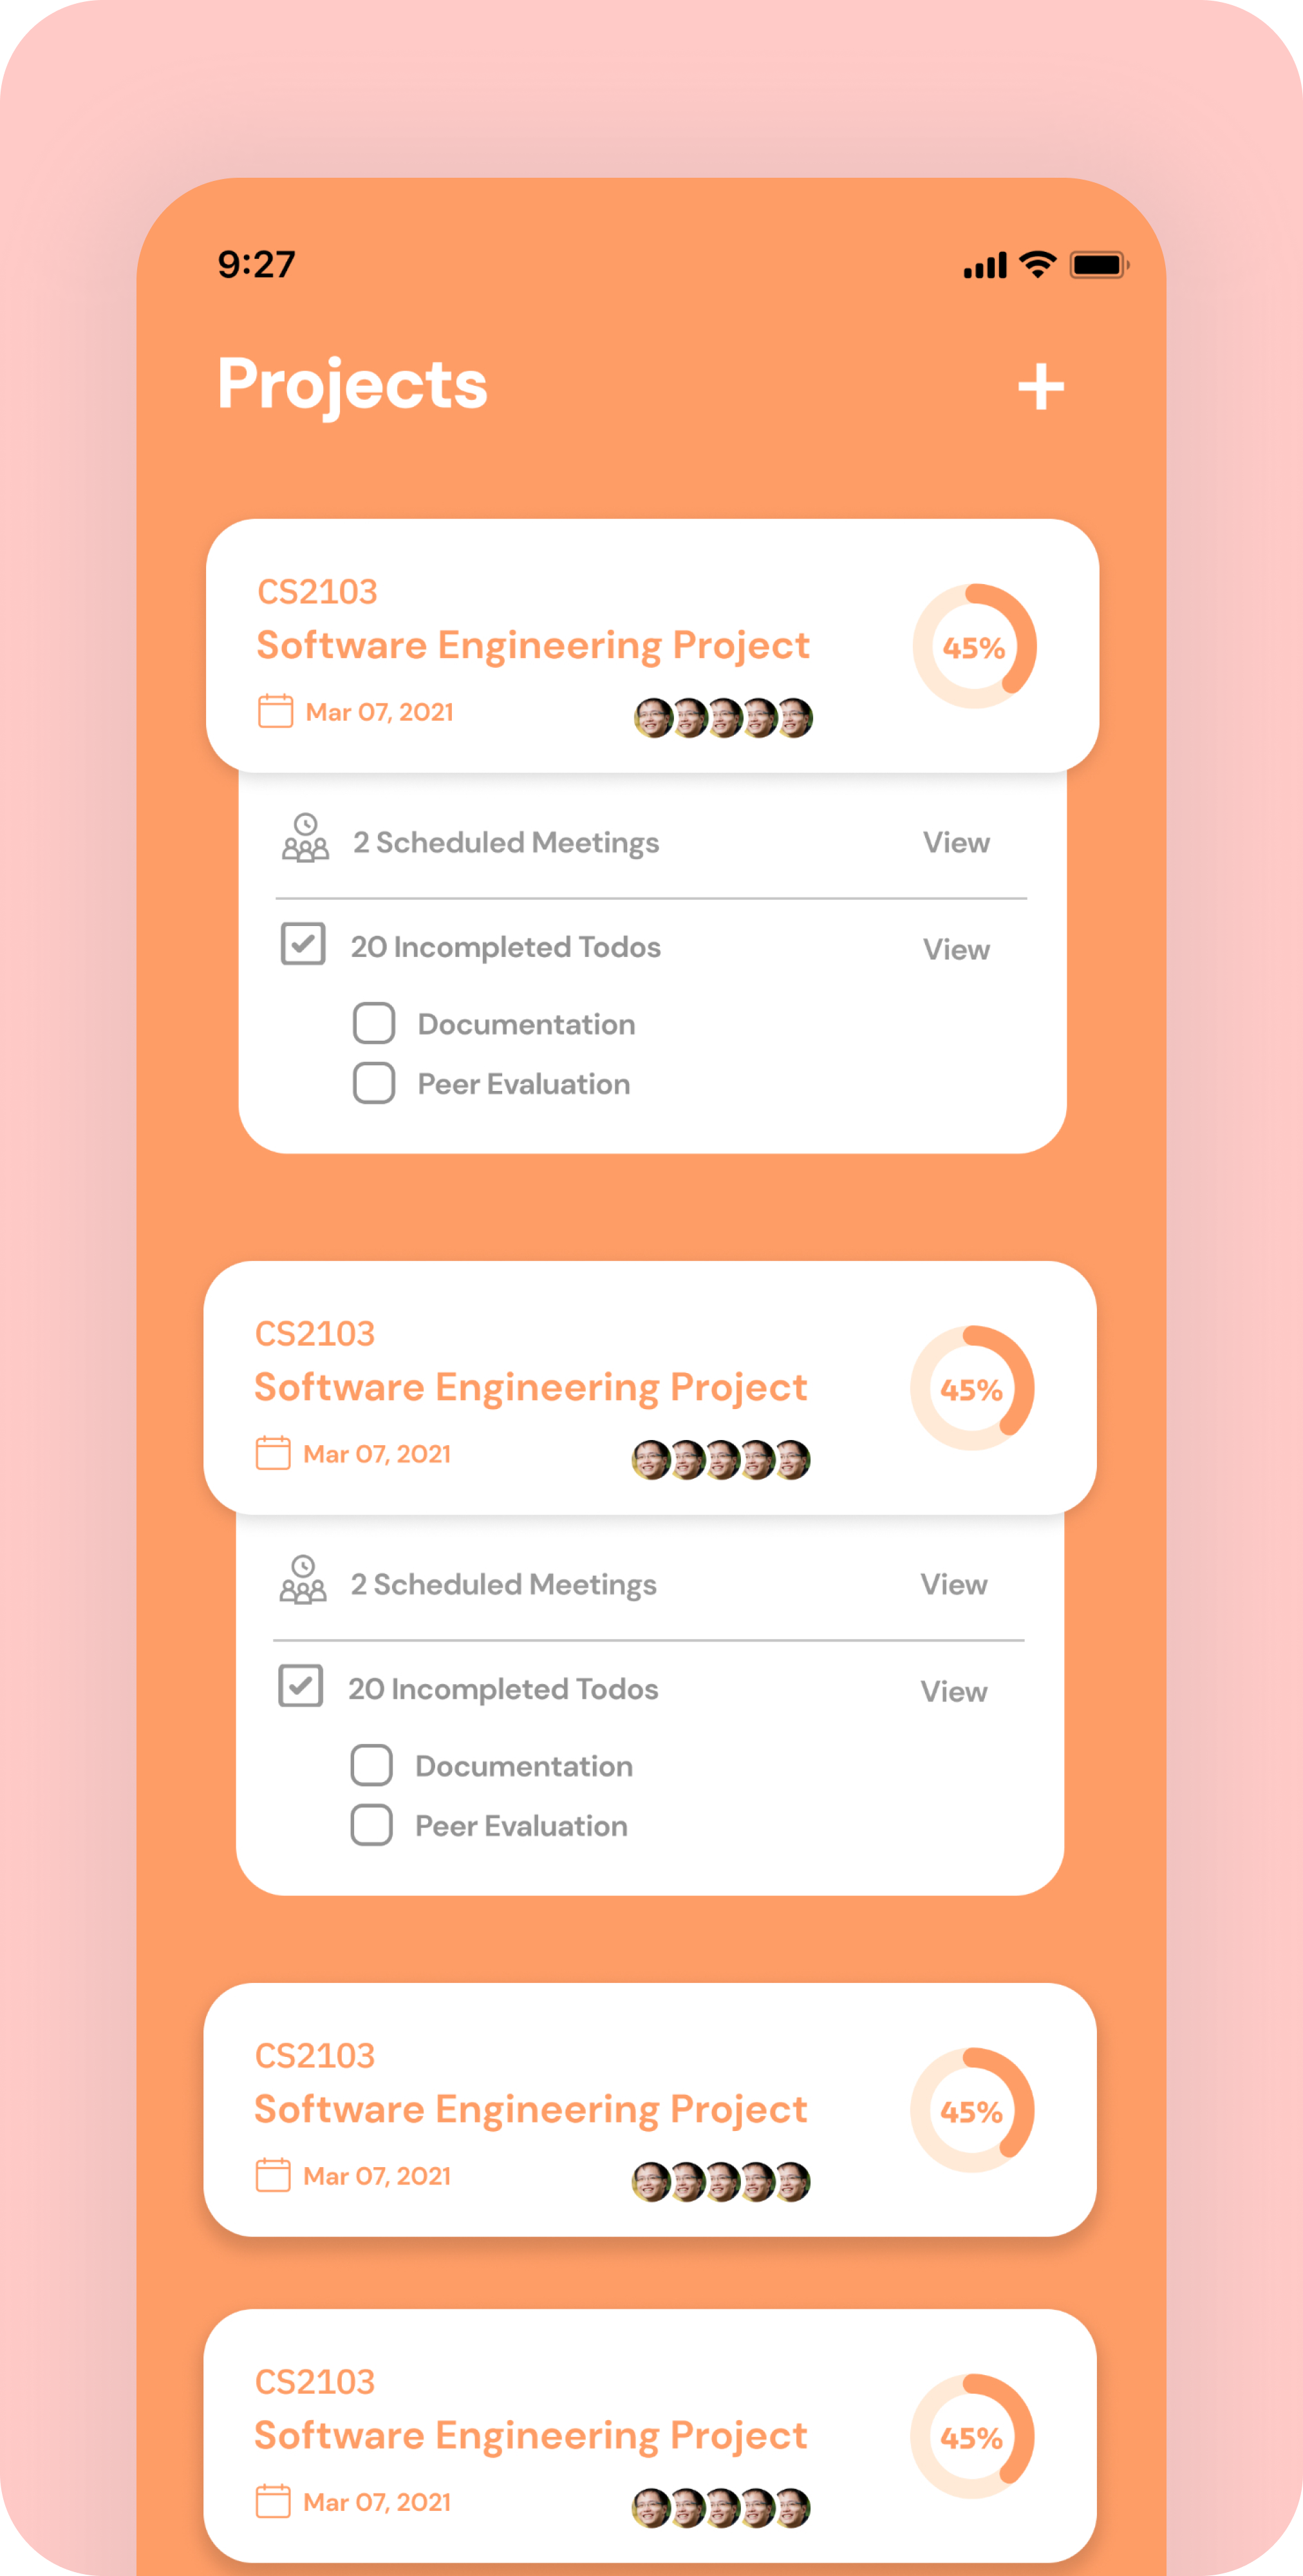 9:27
Projects
CS2103
Software Engineering Project
45%
Mar 07, 2021
2 Scheduled Meetings View
20 Incompleted Todos View
Documentation
Peer Evaluation
CS2103
Software Engineering Project
45%
Mar 07, 2021
2 Scheduled Meetings View
20 Incompleted Todos View
Documentation
Peer Evaluation
CS2103
Software Engineering Project
45%
Mar 07, 2021
CS2103
Software Engineering Project
45%
Mar 07, 2021